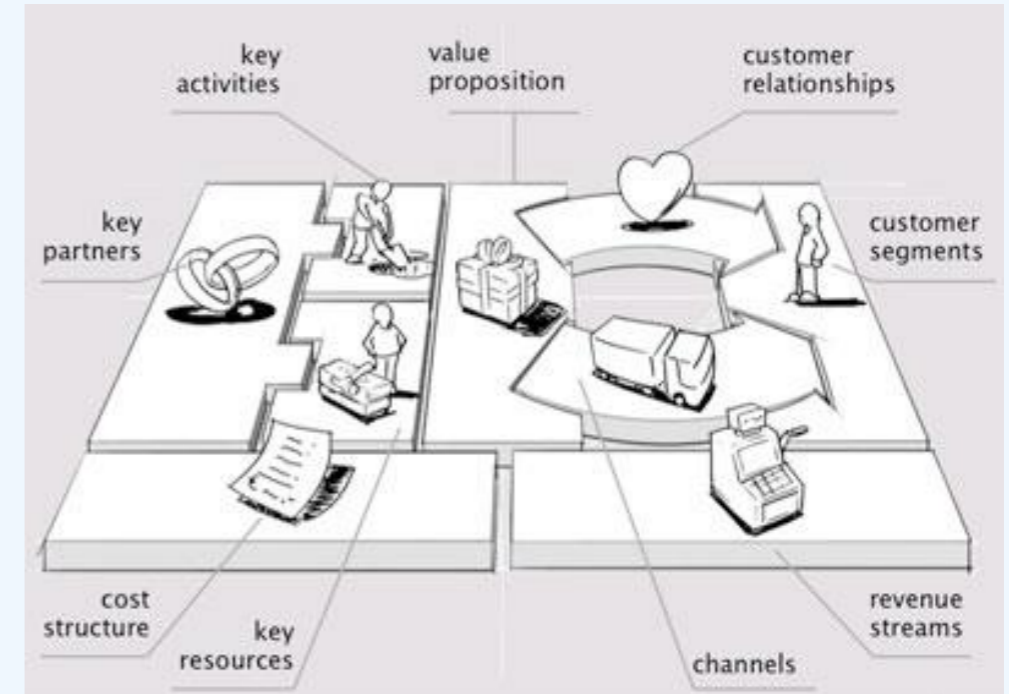 key
activities
value
proposition
customer
relationships
key
partners
customer
segments
cost
structure
key
resources
channels
revenue
streams